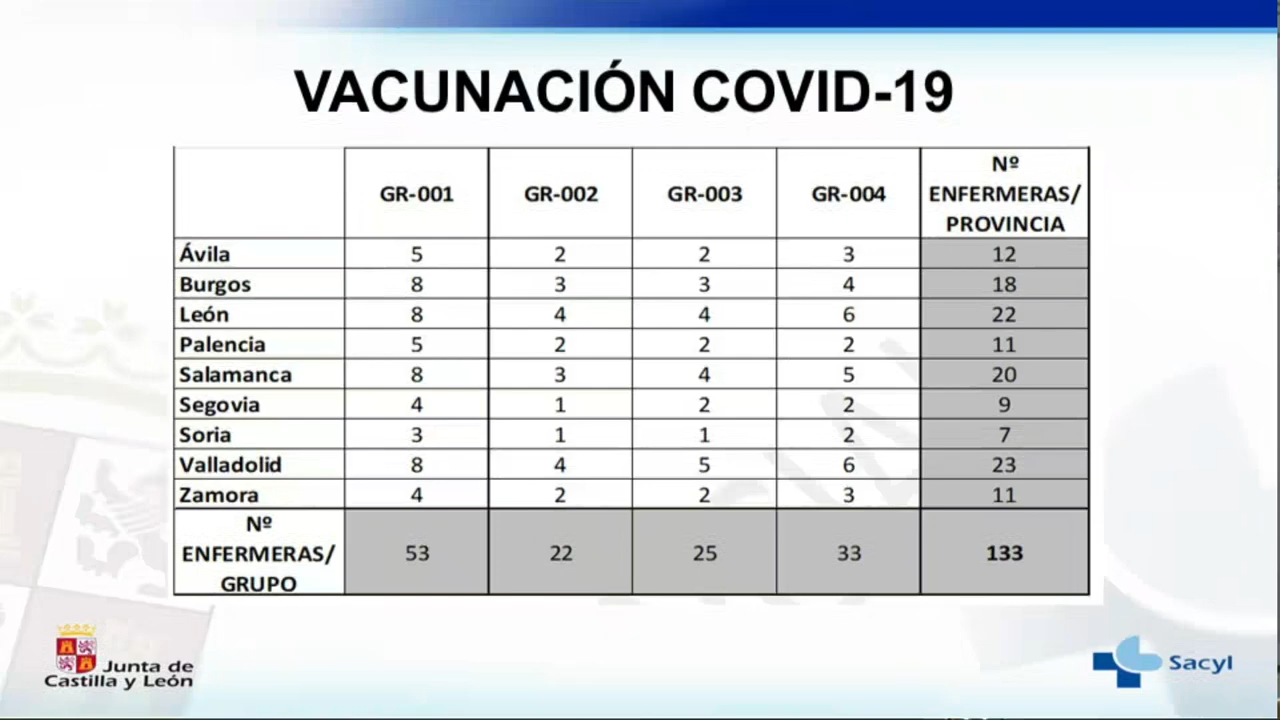 VACUNACIÓN COVID-19
GR-001 GR-002 GR-003 GR-004 Nº ENFERMERAS/ PROVINCIA
Ávila 5 2 2 3 12
Burgos 8 3 3 4 18
León 8 4 4 6 22
Palencia 5 2 2 2 11
Salamanca 8 3 4 5 20
Segovia 4 1 2 2 9
Soria 3 1 1 2 7
Valladolid 8 4 5 6 23
Zamora 4 2 2 3 11
Nº ENFERMERAS/ GRUPO 53 22 25 33 133
Junta de
Castilla y León
Sacyl